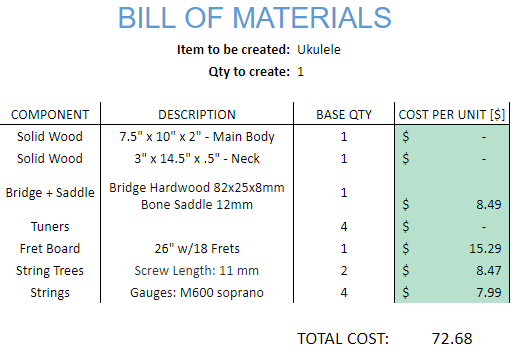 BILL OF MATERIALS
Item to be created: Ukulele
Qty to create: 1
COMPONENT DESCRIPTION BASE QTY COST PER UNIT [$]
Solid Wood 7.5" x 10" x 2" - Main Body 1 $ -
Solid Wood 3" x 14.5" x .5" - Neck 1 $ -
Bridge + Saddle Bridge Hardwood 82x25x8mm 1
Bone Saddle 12mm $ 8.49
Tuners 4 $ -
Fret Board 26" w/18 Frets 1 $ 15.29
String Trees Screw Length: 11 mm 2 $ 8.47
Strings Gauges: M600 soprano 4 $ 7.99
TOTAL COST: 72.68